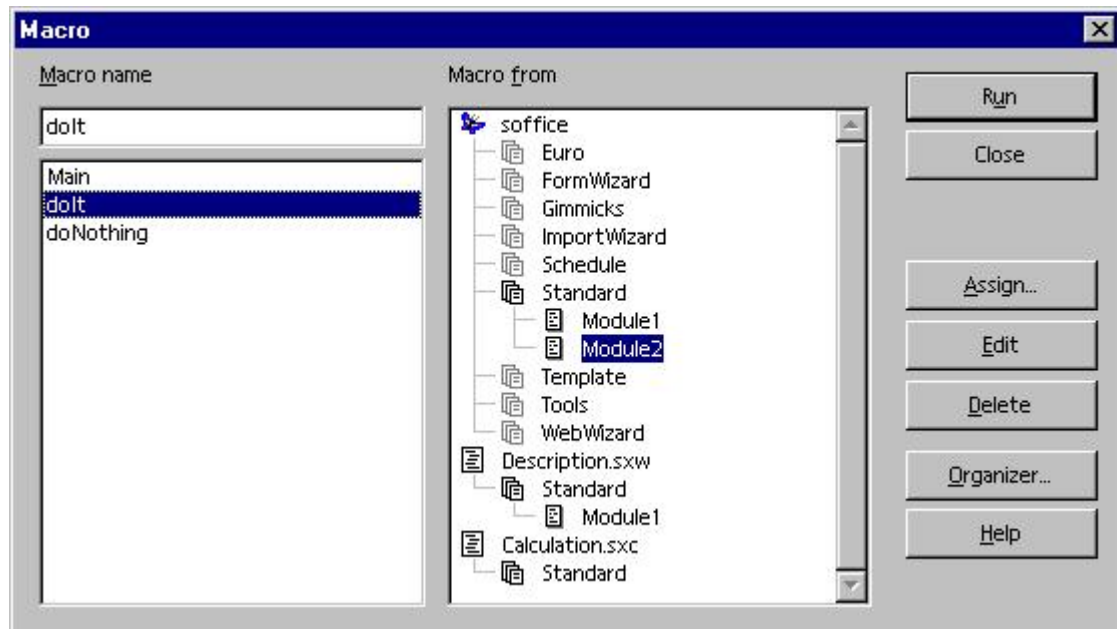 Macro
Macro name
doIt
Main
doIt
doNothing
Macro from
soffice
Euro
FormWizard
Gimmicks
ImportWizard
Schedule
Standard
Module1
Module2
Template
Tools
WebWizard
Description.sxw
Standard
Module1
Calculation.sxc
Standard
Run
Close
Assign...
Edit
Delete
Organizer...
Help